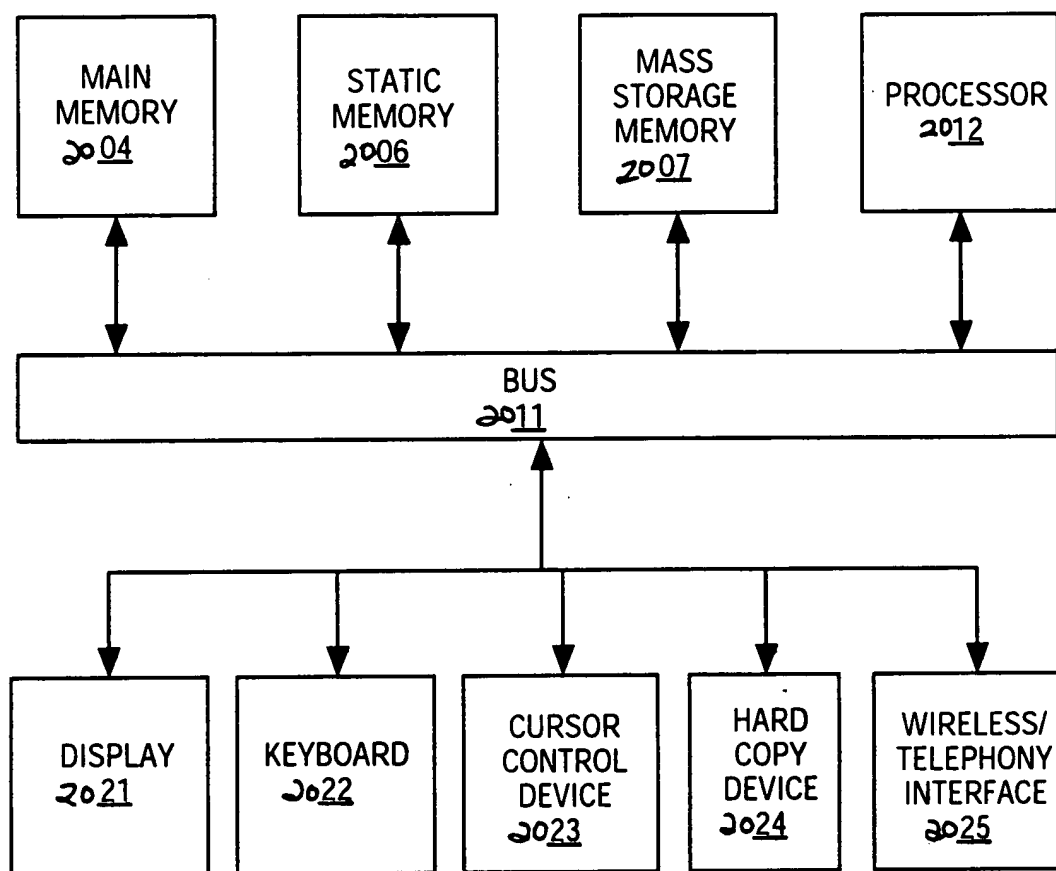 MAIN
MEMORY
2004
STATIC
MEMORY
2006
MASS
STORAGE
MEMORY
2007
PROCESSOR
2012
BUS
2011
DISPLAY
2021
KEYBOARD
2022
CURSOR
CONTROL
DEVICE
2023
HARD
COPY
DEVICE
2024
WIRELESS/
TELEPHONY
INTERFACE
2025